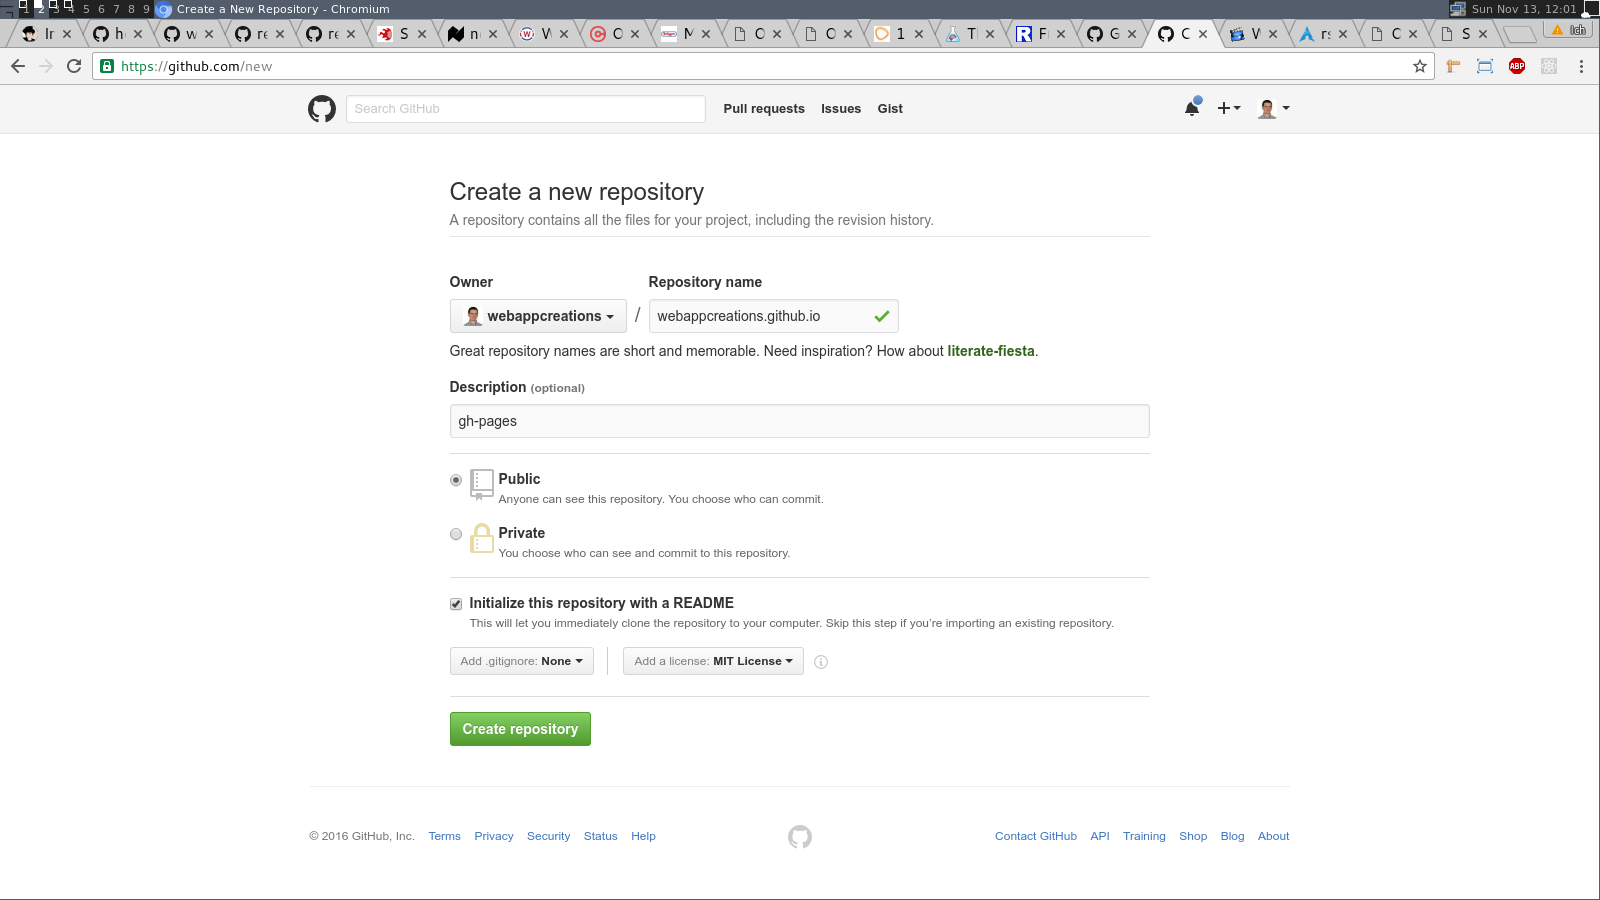 1 2 3 4 5 6 7 8 9 Create a New Repository - Chromium Sun Nov 13, 12:01
Ich
https://github.com/new ABP
Search GitHub Pull requests Issues Gist
Create a new repository
A repository contains all the files for your project, including the revision history.
Owner Repository name
webappcreations / webappcreations.github.io
Great repository names are short and memorable. Need inspiration? How about literate-fiesta.
Description (optional)
gh-pages
Public
Anyone can see this repository. You choose who can commit.
Private
You choose who can see and commit to this repository.
Initialize this repository with a README
This will let you immediately clone the repository to your computer. Skip this step if you’re importing an existing repository.
Add .gitignore: None Add a license: MIT License
Create repository
© 2016 GitHub, Inc. Terms Privacy Security Status Help Contact GitHub API Training Shop Blog About